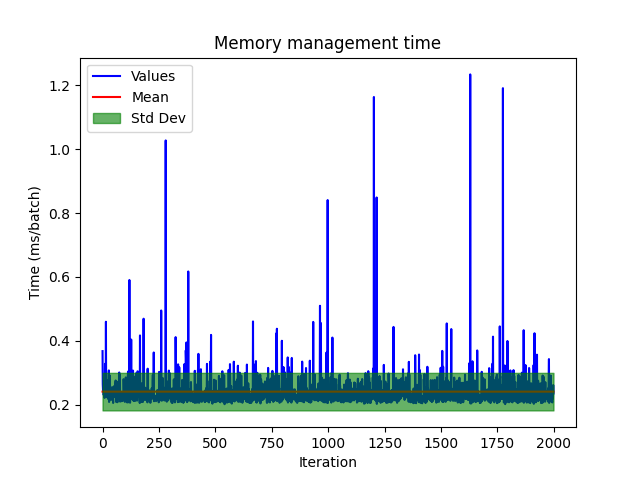 Memory management time
Values
Mean
Std Dev
Time (ms/batch)
1.2
1.0
0.8
0.6
0.4
0.2
0
250
500
750
1000
1250
1500
1750
2000
Iteration